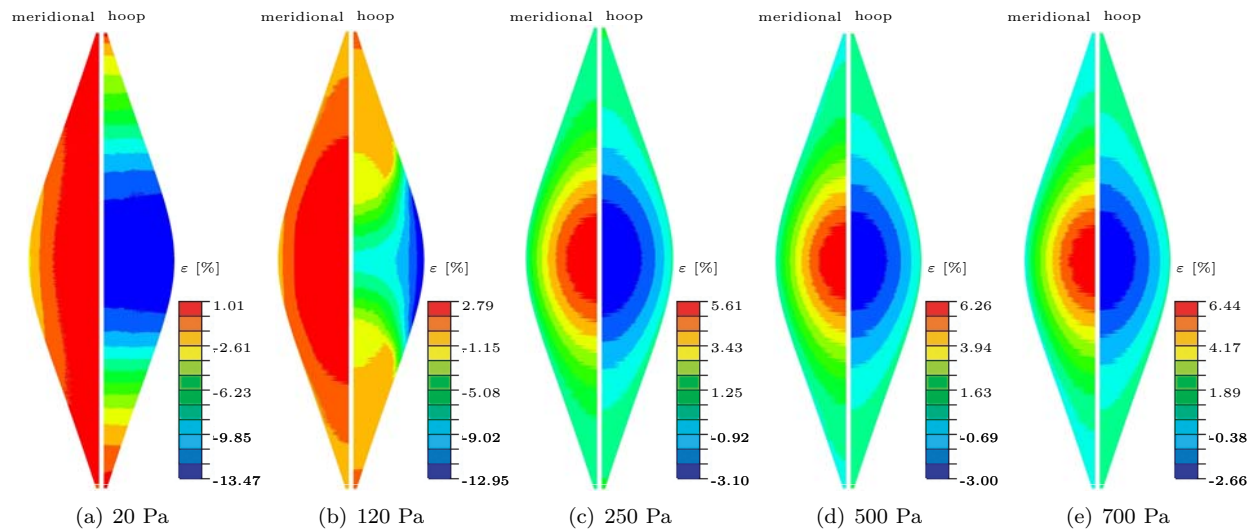 meridional hoop
meridional hoop
meridional hoop
meridional hoop
meridional hoop
ε [%]
1.01
-2.61
-6.23
-9.85
-13.47
ε [%]
2.79
-1.15
-5.08
-9.02
-12.95
ε [%]
5.61
3.43
1.25
-0.92
-3.10
ε [%]
6.26
3.94
1.63
-0.69
-3.00
ε [%]
6.44
4.17
1.89
-0.38
-2.66
(a) 20 Pa
(b) 120 Pa
(c) 250 Pa
(d) 500 Pa
(e) 700 Pa